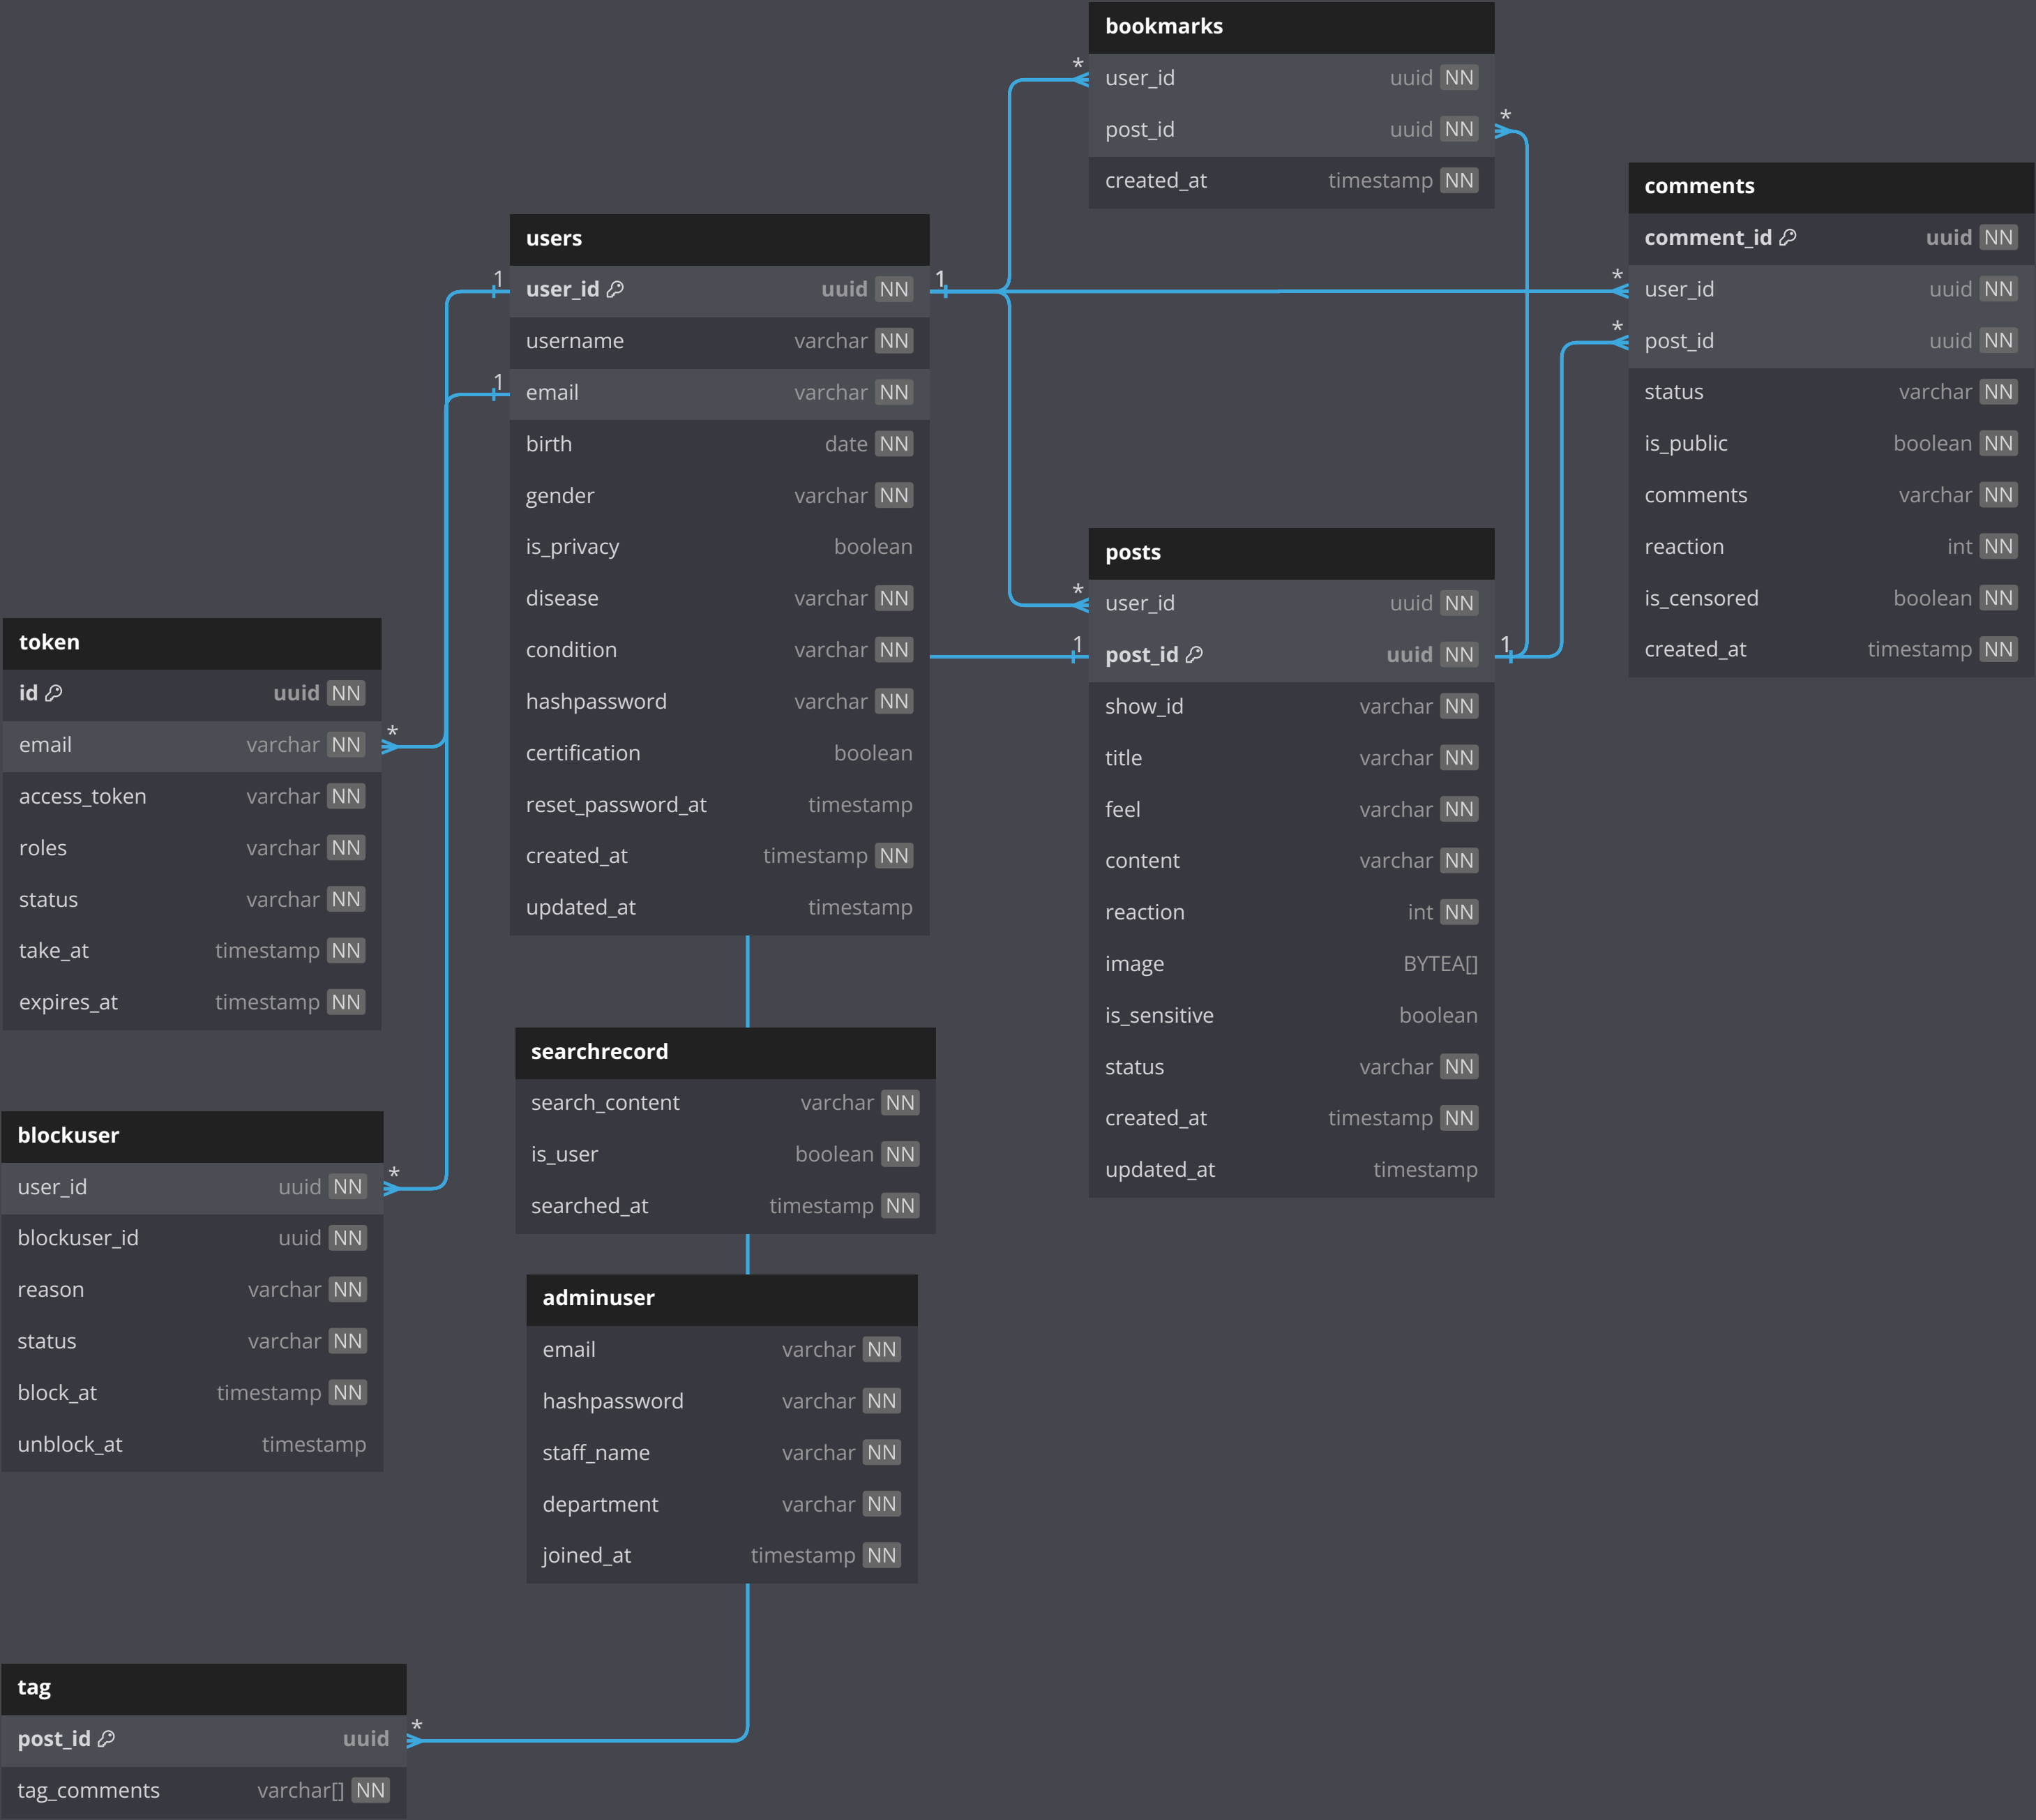 bookmarks
* user_id uuid NN
post_id uuid NN *
created_at timestamp NN
comments
comment_id uuid NN
* user_id uuid NN
* post_id uuid NN
status varchar NN
is_public boolean NN
comments varchar NN
reaction int NN
is_censored boolean NN
created_at timestamp NN
users
1 user_id uuid NN 1
username varchar NN
1 email varchar NN
birth date NN
gender varchar NN
is_privacy boolean
disease varchar NN
condition varchar NN
hashpassword varchar NN
certification boolean
reset_password_at timestamp
created_at timestamp NN
updated_at timestamp
posts
* user_id uuid NN
1 post_id uuid NN 1
show_id varchar NN
title varchar NN
feel varchar NN
content varchar NN
reaction int NN
image BYTEA[]
is_sensitive boolean
status varchar NN
created_at timestamp NN
updated_at timestamp
token
id uuid NN
email varchar NN *
access_token varchar NN
roles varchar NN
status varchar NN
take_at timestamp NN
expires_at timestamp NN
searchrecord
search_content varchar NN
is_user boolean NN
searched_at timestamp NN
blockuser
user_id uuid NN *
blockuser_id uuid NN
reason varchar NN
status varchar NN
block_at timestamp NN
unblock_at timestamp
adminuser
email varchar NN
hashpassword varchar NN
staff_name varchar NN
department varchar NN
joined_at timestamp NN
tag
post_id uuid *
tag_comments varchar[] NN